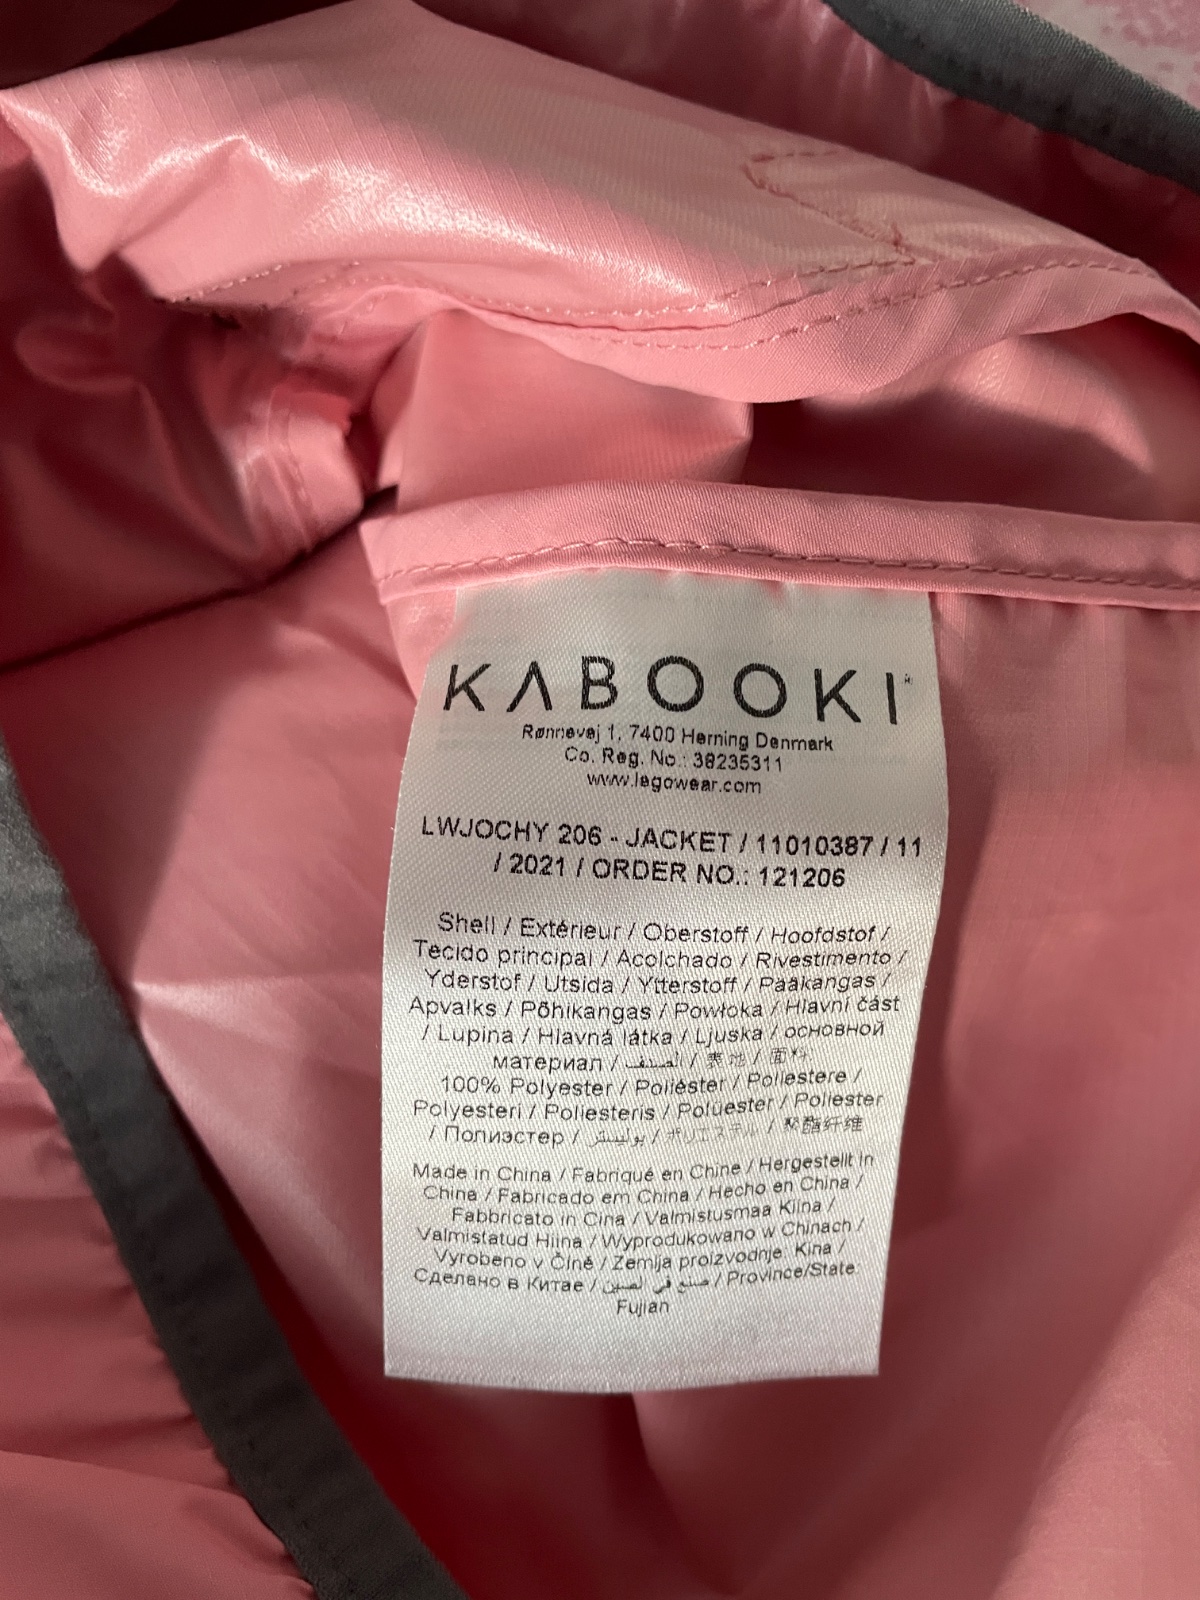 KABOOKI
Rønnevej 1, 7400 Herning Denmark
Co. Reg. No.: 38235311
www.legowear.com
LWJOCHY 206 - JACKET / 11010387 / 11
/ 2021 / ORDER NO.: 121206
Shell / Extérieur / Oberstoff / Hoofdstof /
Tecido principal / Acolchado / Rivestimento /
Yderstof / Utsida / Ytterstoff / Pääkangas /
Apvalks / Põhikangas / Powłoka / Hlavní část
/ Lupina / Hlavná látka / Ljuska / основной
материал / الصنف / 表地 / 面料
100% Polyester / Poliéster / Poliestere /
Polyesteri / Poliesteris / Polüester / Poliester
/ Полиэстер / بوليستر / ポリエステル / 聚酯纤维
Made in China / Fabriqué en Chine / Hergestellt in
China / Fabricado em China / Hecho en China /
Fabbricato in Cina / Valmistusmaa Kiina /
Valmistatud Hiina / Wyprodukowano w Chinach /
Vyrobeno v Číně / Zemlja proizvodnje: Kina /
Сделано в Китае / صنع في الصين / Province/State:
Fujian